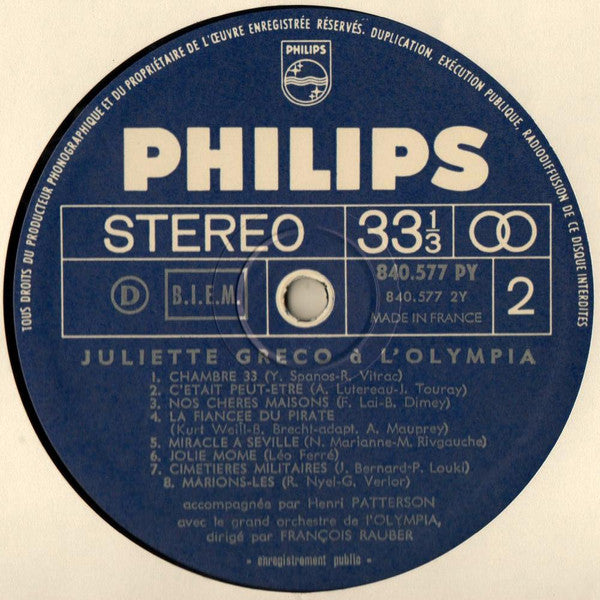 TOUS DROITS DU PRODUCTEUR PHONOGRAPHIQUE ET DU PROPRIÉTAIRE DE L'ŒUVRE ENREGISTRÉE RÉSERVÉS. DUPLICATION, EXÉCUTION PUBLIQUE, RADIODIFFUSION DE CE DISQUE INTERDITES
PHILIPS
PHILIPS
STEREO 33⅓
D B.I.E.M. 840.577 PY 2
840.577 2Y
MADE IN FRANCE
JULIETTE GRECO à L'OLYMPIA
1. CHAMBRE 33 (Y. Spanos-R. Vitrac)
2. C'ETAIT PEUT-ETRE (A. Lutereau-J. Touray)
3. NOS CHERES MAISONS (F. Lai-B. Dimey)
4. LA FIANCEE DU PIRATE
(Kurt Weill-B. Brecht-adapt. A. Mauprey)
5. MIRACLE A SEVILLE (N. Marianne-M. Rivgauche)
6. JOLIE MOME (Léo Ferré)
7. CIMETIERES MILITAIRES (J. Bernard-P. Louki)
8. MARIONS-LES (R. Nyel-G. Verlor)
accompagnée par Henri PATTERSON
avec le grand orchestre de l'OLYMPIA,
dirigé par FRANÇOIS RAUBER
« enregistrement public »